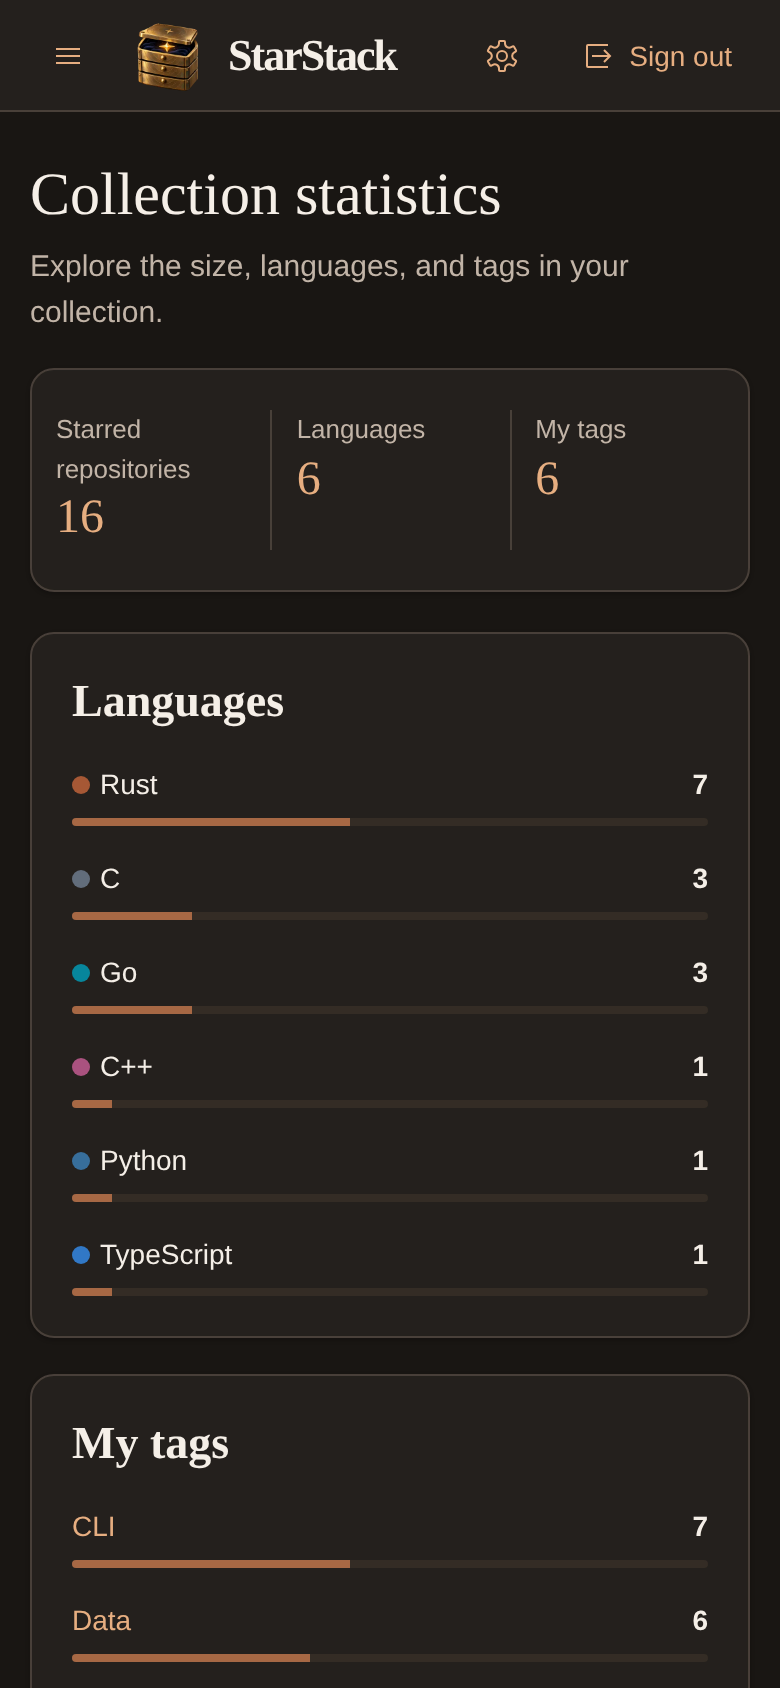 StarStack
Sign out
Collection statistics
Explore the size, languages, and tags in your
collection.
Starred
repositories
16
Languages
6
My tags
6
Languages
Rust 7
C 3
Go 3
C++ 1
Python 1
TypeScript 1
My tags
CLI 7
Data 6